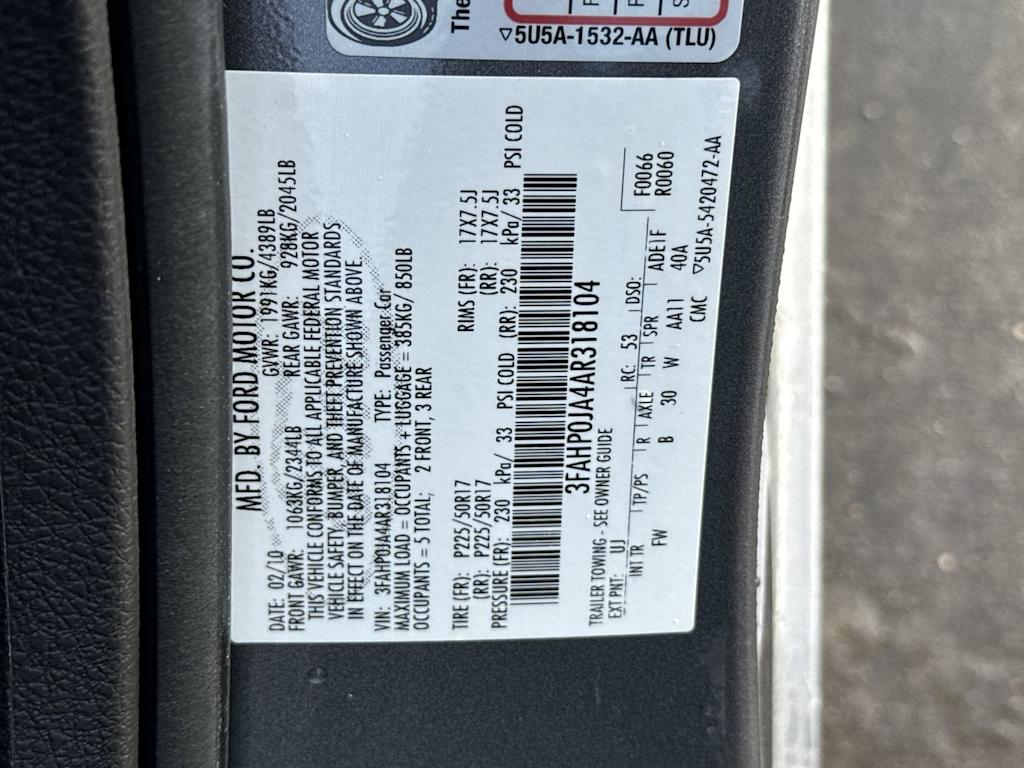 The
▽5U5A-1532-AA (TLU)
MFD. BY FORD MOTOR CO.
DATE: 02/10 GVWR: 1991KG/4389LB
FRONT GAWR: 1063KG/2344LB REAR GAWR: 928KG/2045LB
THIS VEHICLE CONFORMS TO ALL APPLICABLE FEDERAL MOTOR
VEHICLE SAFETY, BUMPER, AND THEFT PREVENTION STANDARDS
IN EFFECT ON THE DATE OF MANUFACTURE SHOWN ABOVE.
VIN: 3FAHP0JA4AR318104 TYPE: Passenger Car
MAXIMUM LOAD = OCCUPANTS + LUGGAGE = 385KG/ 850LB
OCCUPANTS = 5 TOTAL; 2 FRONT, 3 REAR
TIRE (FR): P225/50R17 RIMS (FR): 17X7.5J
(RR): P225/50R17 (RR): 17X7.5J
PRESSURE (FR): 230 kPa/ 33 PSI COLD (RR): 230 kPa/ 33 PSI COLD
3FAHP0JA4AR318104
TRAILER TOWING - SEE OWNER GUIDE F0066
EXT PNT: UJ RC: 53 DSO: R0060
INT TR TP/PS R AXLE TR SPR ADE1F
FW B 30 W AA11 40A
CMC ▽5U5A-5420472-AA